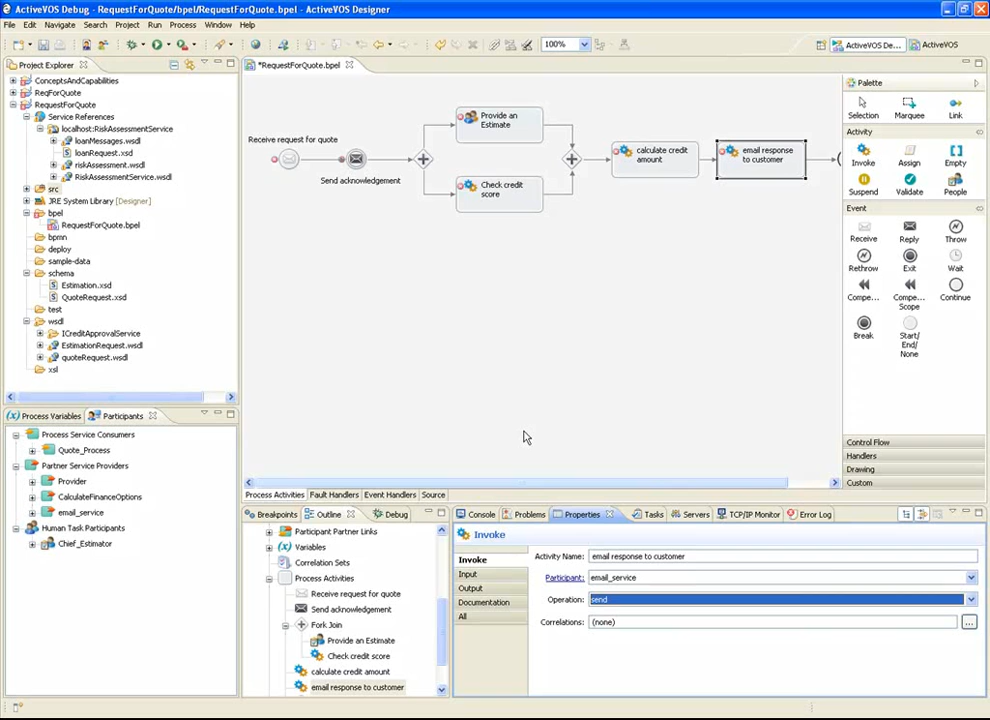 ActiveVOS Debug - RequestForQuote/bpel/RequestForQuote.bpel - ActiveVOS Designer
File Edit Navigate Search Project Run Process Window Help
100%
ActiveVOS De... ActiveVOS
Project Explorer
ConceptsAndCapabilities
ReqForQuote
RequestForQuote
Service References
localhost:RiskAssessmentService
loanMessages.wsdl
loanRequest.xsd
riskAssessment.wsdl
RiskAssessmentService.wsdl
src
JRE System Library [Designer]
bpel
RequestForQuote.bpel
bpmn
deploy
sample-data
schema
Estimation.xsd
QuoteRequest.xsd
test
wsdl
ICreditApprovalService
EstimationRequest.wsdl
quoteRequest.wsdl
xsl
(x) Process Variables Participants
Process Service Consumers
Quote_Process
Partner Service Providers
Provider
CalculateFinanceOptions
email_service
Human Task Participants
Chief_Estimator
*RequestForQuote.bpel
Receive request for quote
Send acknowledgement
Provide an
Estimate
Check credit
score
calculate credit
amount
email response
to customer
Process Activities Fault Handlers Event Handlers Source
Palette
Selection Marquee Link
Activity
Invoke Assign Empty
Suspend Validate People
Event
Receive Reply Throw
Rethrow Exit Wait
Compe... Compe... Continue
Scope
Break Start/
End/
None
Control Flow
Handlers
Drawing
Custom
Breakpoints Outline Debug
Participant Partner Links
(x) Variables
Correlation Sets
Process Activities
Receive request for quote
Send acknowledgement
Fork Join
Provide an Estimate
Check credit score
calculate credit amount
email response to customer
Console Problems Properties Tasks Servers TCP/IP Monitor Error Log
Invoke
Invoke
Input
Output
Documentation
All
Activity Name: email response to customer
Participant: email_service
Operation: send
Correlations: (none) ...